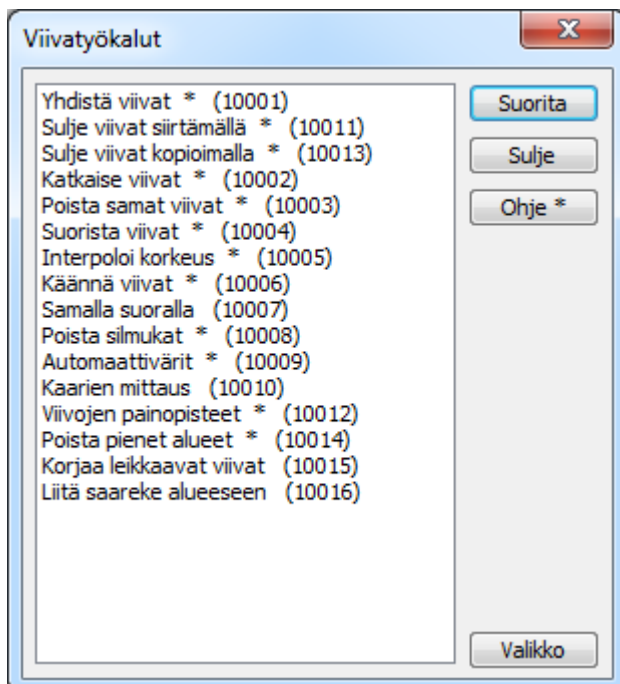 Viivatyökalut
Yhdistä viivat * (10001)
Sulje viivat siirtämällä * (10011)
Sulje viivat kopioimalla * (10013)
Katkaise viivat * (10002)
Poista samat viivat * (10003)
Suorista viivat * (10004)
Interpoloi korkeus * (10005)
Käännä viivat * (10006)
Samalla suoralla (10007)
Poista silmukat * (10008)
Automaattivärit * (10009)
Kaarien mittaus (10010)
Viivojen painopisteet * (10012)
Poista pienet alueet * (10014)
Korjaa leikkaavat viivat (10015)
Liitä saareke alueeseen (10016)
Suorita
Sulje
Ohje *
Valikko